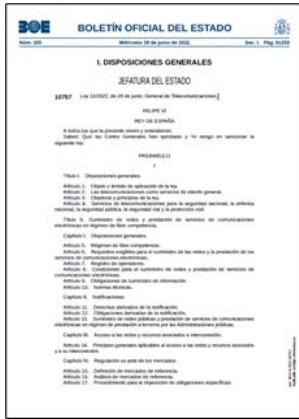 BOE
BOLETÍN OFICIAL DEL ESTADO
Núm. 155
Miércoles 29 de junio de 2022
Sec. I. Pág. 91253
I. DISPOSICIONES GENERALES
JEFATURA DEL ESTADO
10757 Ley 11/2022, de 28 de junio, General de Telecomunicaciones.
FELIPE VI
REY DE ESPAÑA
A todos los que la presente vieren y entendieren,
Sabed: Que las Cortes Generales han aprobado y Yo vengo en sancionar la
siguiente ley:
PREÁMBULO
I
Título I. Disposiciones generales.
Artículo 1. Objeto y ámbito de aplicación de la ley.
Artículo 2. Las telecomunicaciones como servicios de interés general.
Artículo 3. Objetivos y principios de la ley.
Artículo 4. Servicios de telecomunicaciones para la seguridad nacional, la defensa
nacional, la seguridad pública, la seguridad vial y la protección civil.
Título II. Suministro de redes y prestación de servicios de comunicaciones
electrónicas en régimen de libre competencia.
Capítulo I. Disposiciones generales.
Artículo 5. Régimen de libre competencia.
Artículo 6. Requisitos exigibles para el suministro de las redes y la prestación de los
servicios de comunicaciones electrónicas.
Artículo 7. Registro de operadores.
Artículo 8. Condiciones para el suministro de redes y prestación de servicios de
comunicaciones electrónicas.
Artículo 9. Obligaciones de suministro de información.
Artículo 10. Normas técnicas.
Capítulo II. Notificaciones.
Artículo 11. Derechos derivados de la notificación.
Artículo 12. Obligaciones derivadas de la notificación.
Artículo 13. Suministro de redes públicas y prestación de servicios de comunicaciones
electrónicas en régimen de prestación a terceros por las Administraciones públicas.
Capítulo III. Acceso a las redes y recursos asociados e interconexión.
Artículo 14. Principios generales aplicables al acceso a las redes y recursos asociados
y a su interconexión.
Capítulo IV. Regulación ex ante de los mercados.
Artículo 15. Definición de mercados de referencia.
Artículo 16. Análisis de mercados de referencia.
Artículo 17. Procedimiento para la imposición de obligaciones específicas.